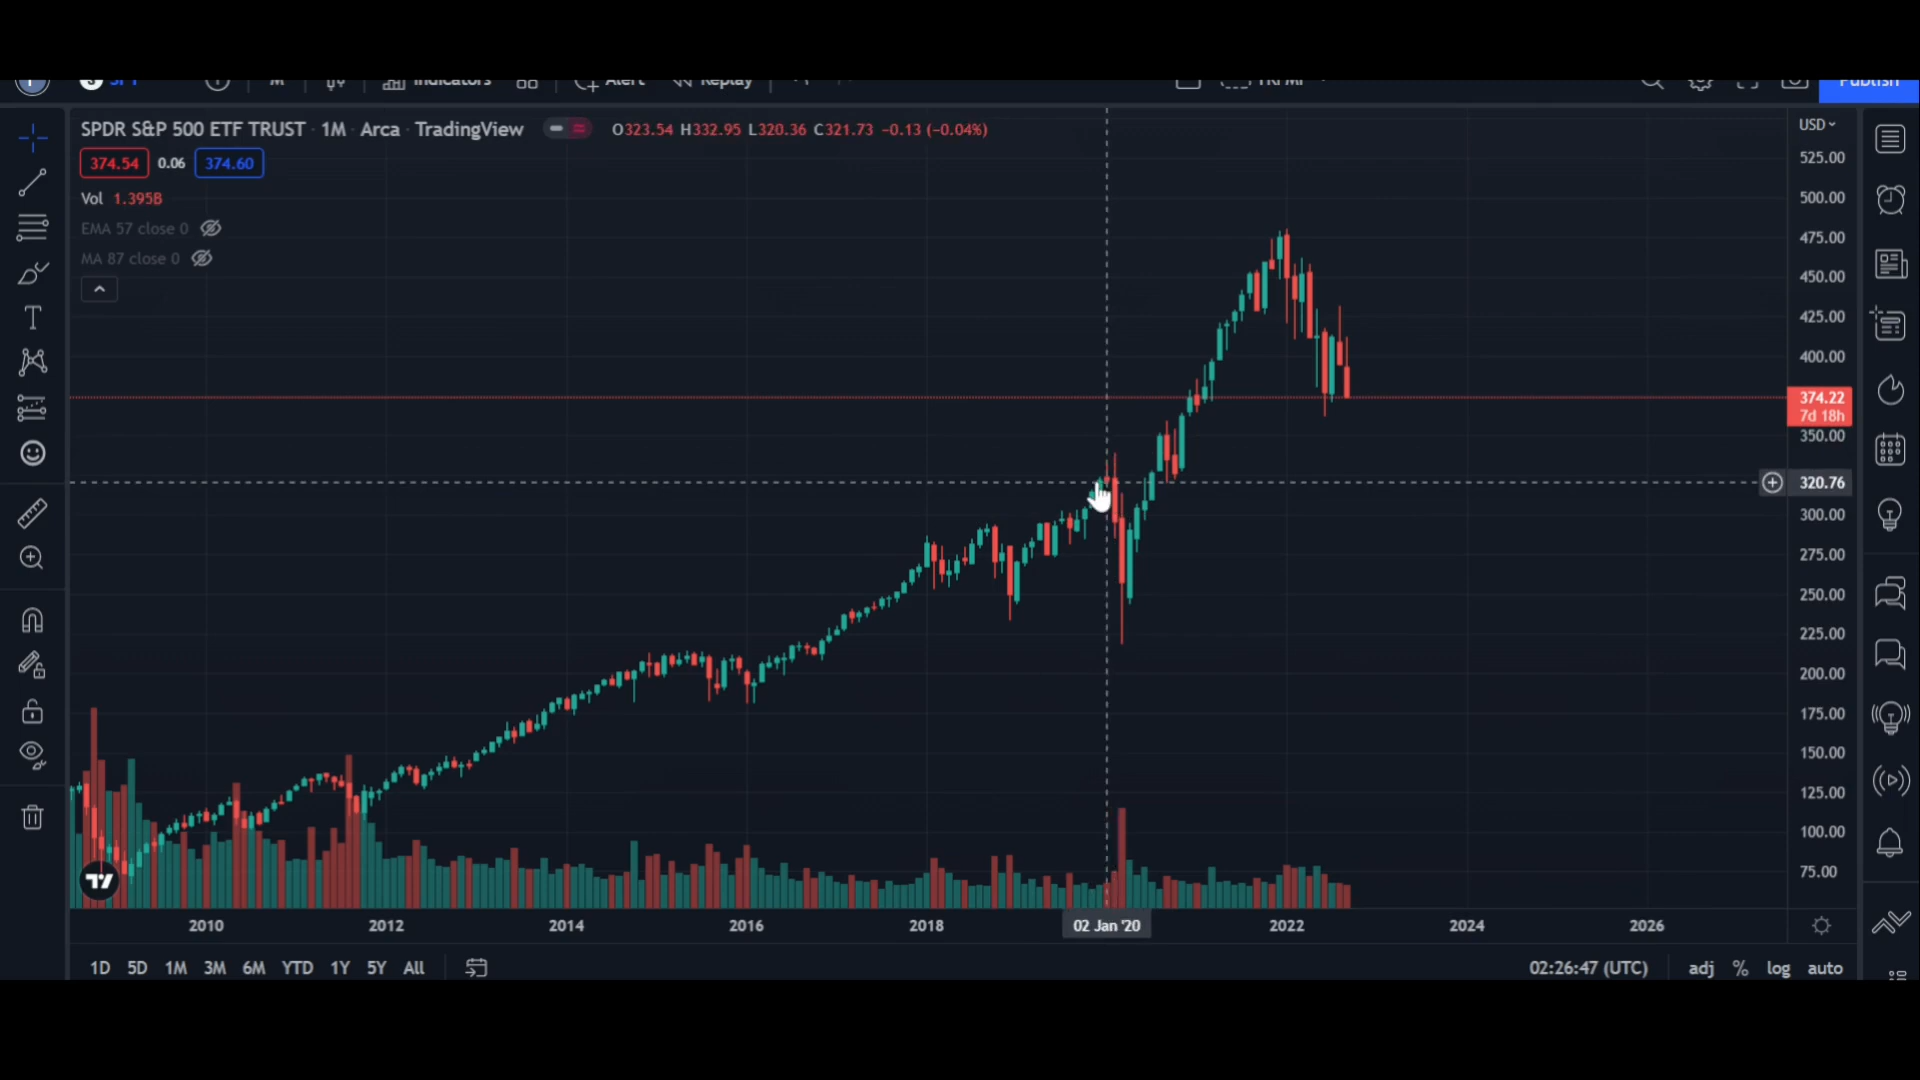 SPY M Indicators Alert Replay Publish
SPDR S&P 500 ETF TRUST · 1M · Arca · TradingView O323.54 H332.95 L320.36 C321.73 −0.13 (−0.04%)
374.54 0.06 374.60
Vol 1.395B
EMA 57 close 0
MA 87 close 0
USD
525.00
500.00
475.00
450.00
425.00
400.00
374.22
7d 18h
350.00
320.76
300.00
275.00
250.00
225.00
200.00
175.00
150.00
125.00
100.00
75.00
2010 2012 2014 2016 2018 02 Jan '20 2022 2024 2026
1D 5D 1M 3M 6M YTD 1Y 5Y All 02:26:47 (UTC) adj % log auto